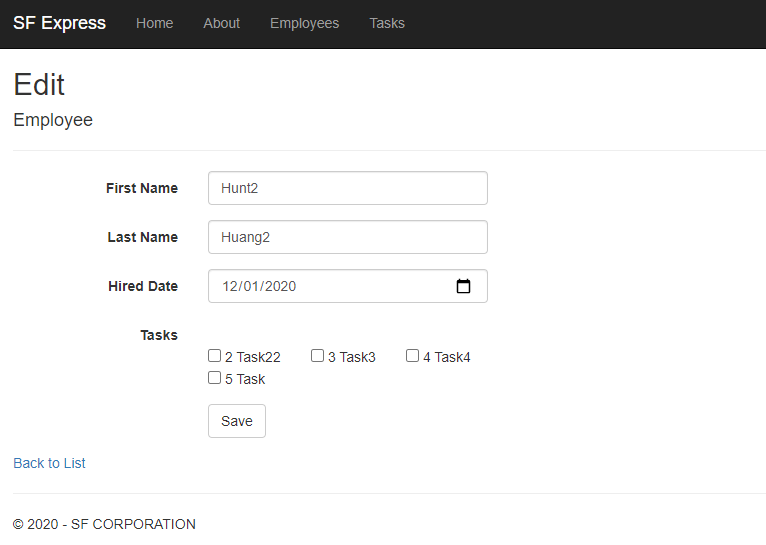 SF Express Home About Employees Tasks
Edit
Employee
First Name Hunt2
Last Name Huang2
Hired Date 12/01/2020
Tasks
2 Task22 3 Task3 4 Task4
5 Task
Save
Back to List
© 2020 - SF CORPORATION